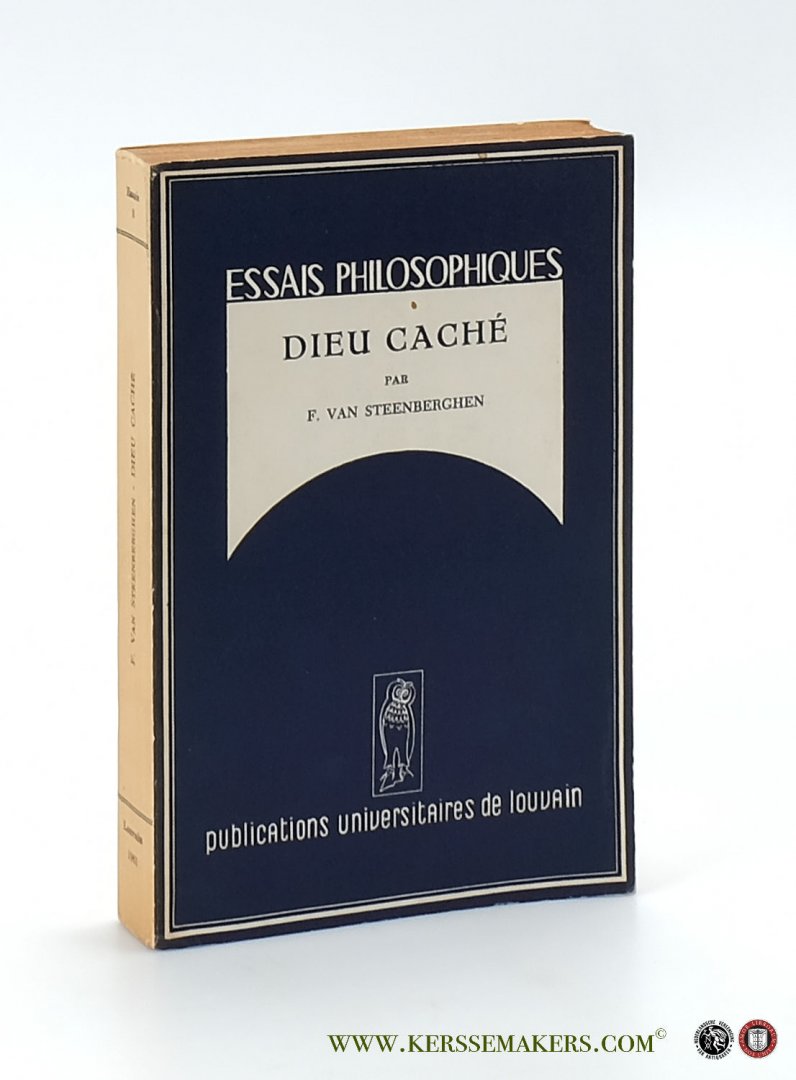 ESSAIS PHILOSOPHIQUES
DIEU CACHÉ
PAR
F. VAN STEENBERGHEN
publications universitaires de louvain
Essais
F. VAN STEENBERGHEN - DIEU CACHÉ
Louvain
1961
WWW.KERSSEMAKERS.COM©